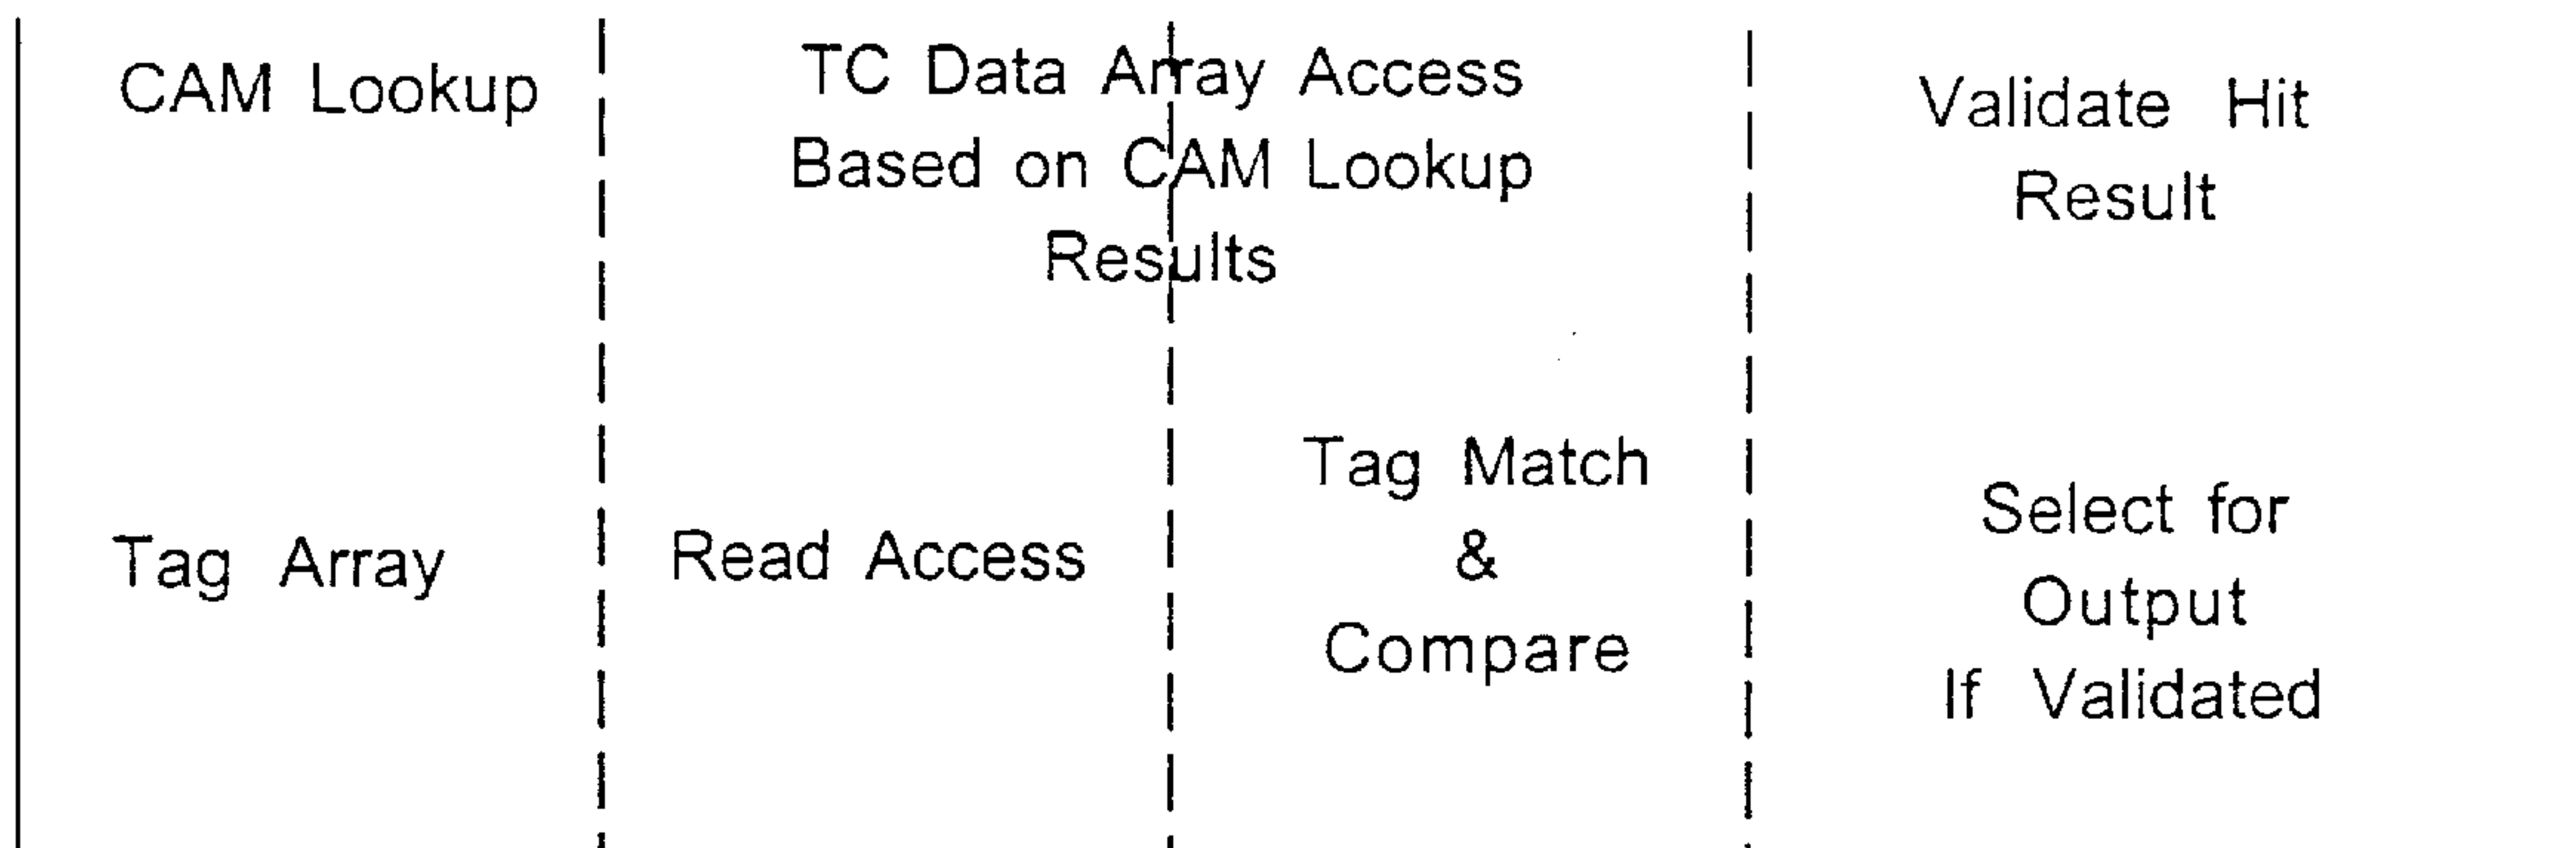 CAM Lookup
TC Data Array Access
Based on CAM Lookup
Results
Validate Hit
Result
Tag Array
Read Access
Tag Match
&
Compare
Select for
Output
If Validated